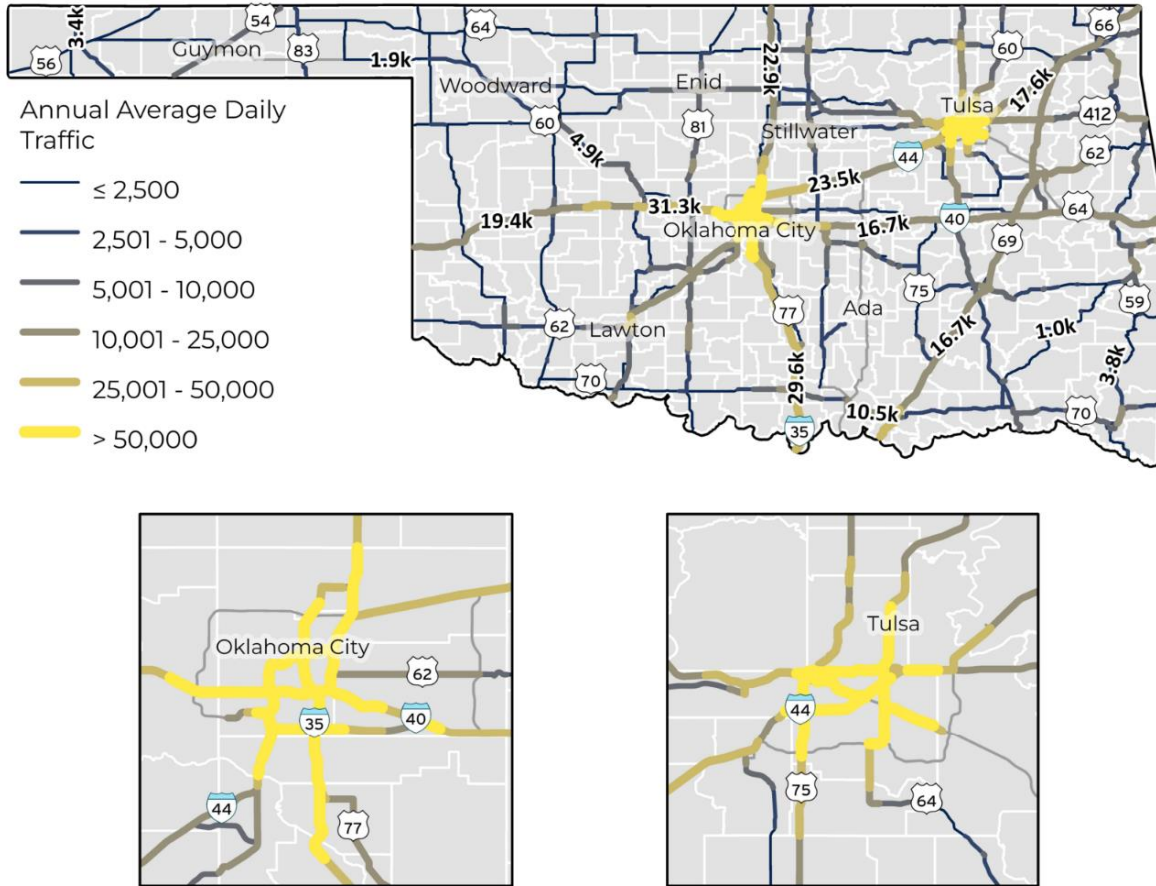 54
64
66
3.4k
Guymon
83
22.9k
60
56
1.9k
Woodward
Enid
17.6k
Tulsa
60
81
Stillwater
412
4.9k
44
62
23.5k
19.4k
31.3k
Oklahoma City
16.7k
40
64
69
75
59
77
Ada
62
Lawton
16.7k
1.0k
3.8k
29.6k
70
10.5k
70
35
Annual Average Daily
Traffic
≤ 2,500
2,501 - 5,000
5,001 - 10,000
10,001 - 25,000
25,001 - 50,000
> 50,000
Oklahoma City
62
35
40
44
77
Tulsa
44
75
64